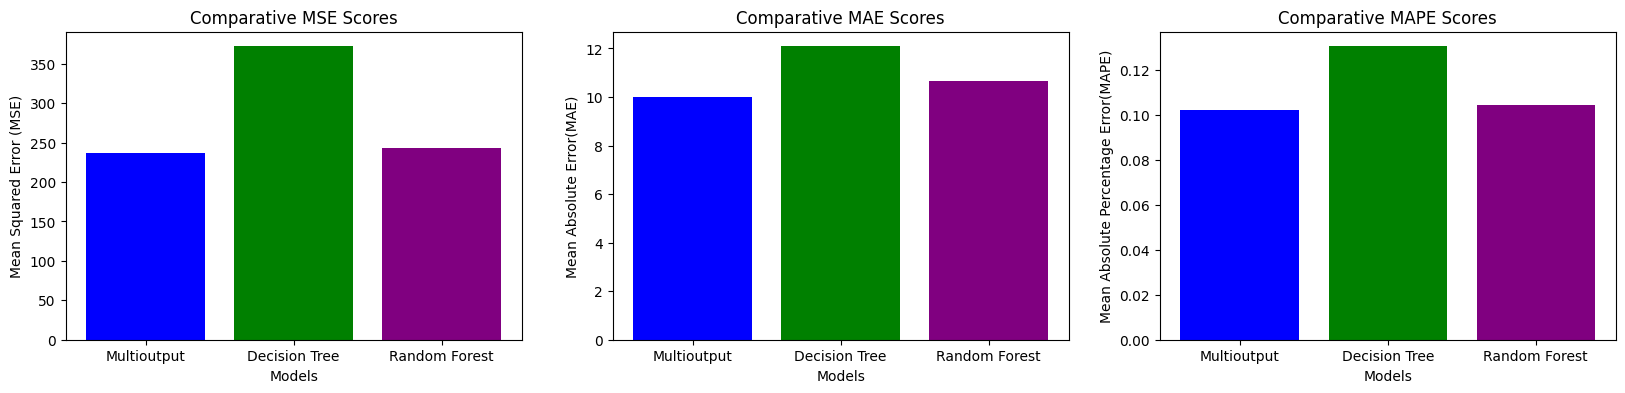 Comparative MSE Scores
Mean Squared Error (MSE)
350
300
250
200
150
100
50
0
Multioutput
Decision Tree
Random Forest
Models
Comparative MAE Scores
Mean Absolute Error(MAE)
12
10
8
6
4
2
0
Multioutput
Decision Tree
Random Forest
Models
Comparative MAPE Scores
Mean Absolute Percentage Error(MAPE)
0.12
0.10
0.08
0.06
0.04
0.02
0.00
Multioutput
Decision Tree
Random Forest
Models